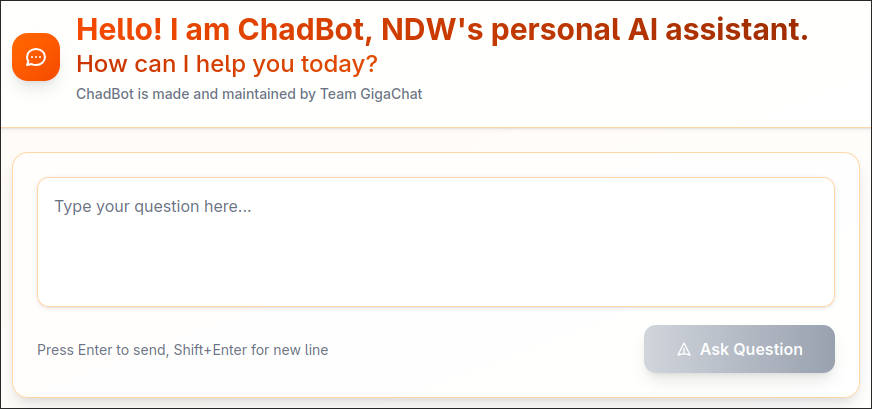 Hello! I am ChadBot, NDW's personal AI assistant.
How can I help you today?
ChadBot is made and maintained by Team GigaChat
Type your question here...
Press Enter to send, Shift+Enter for new line
Ask Question